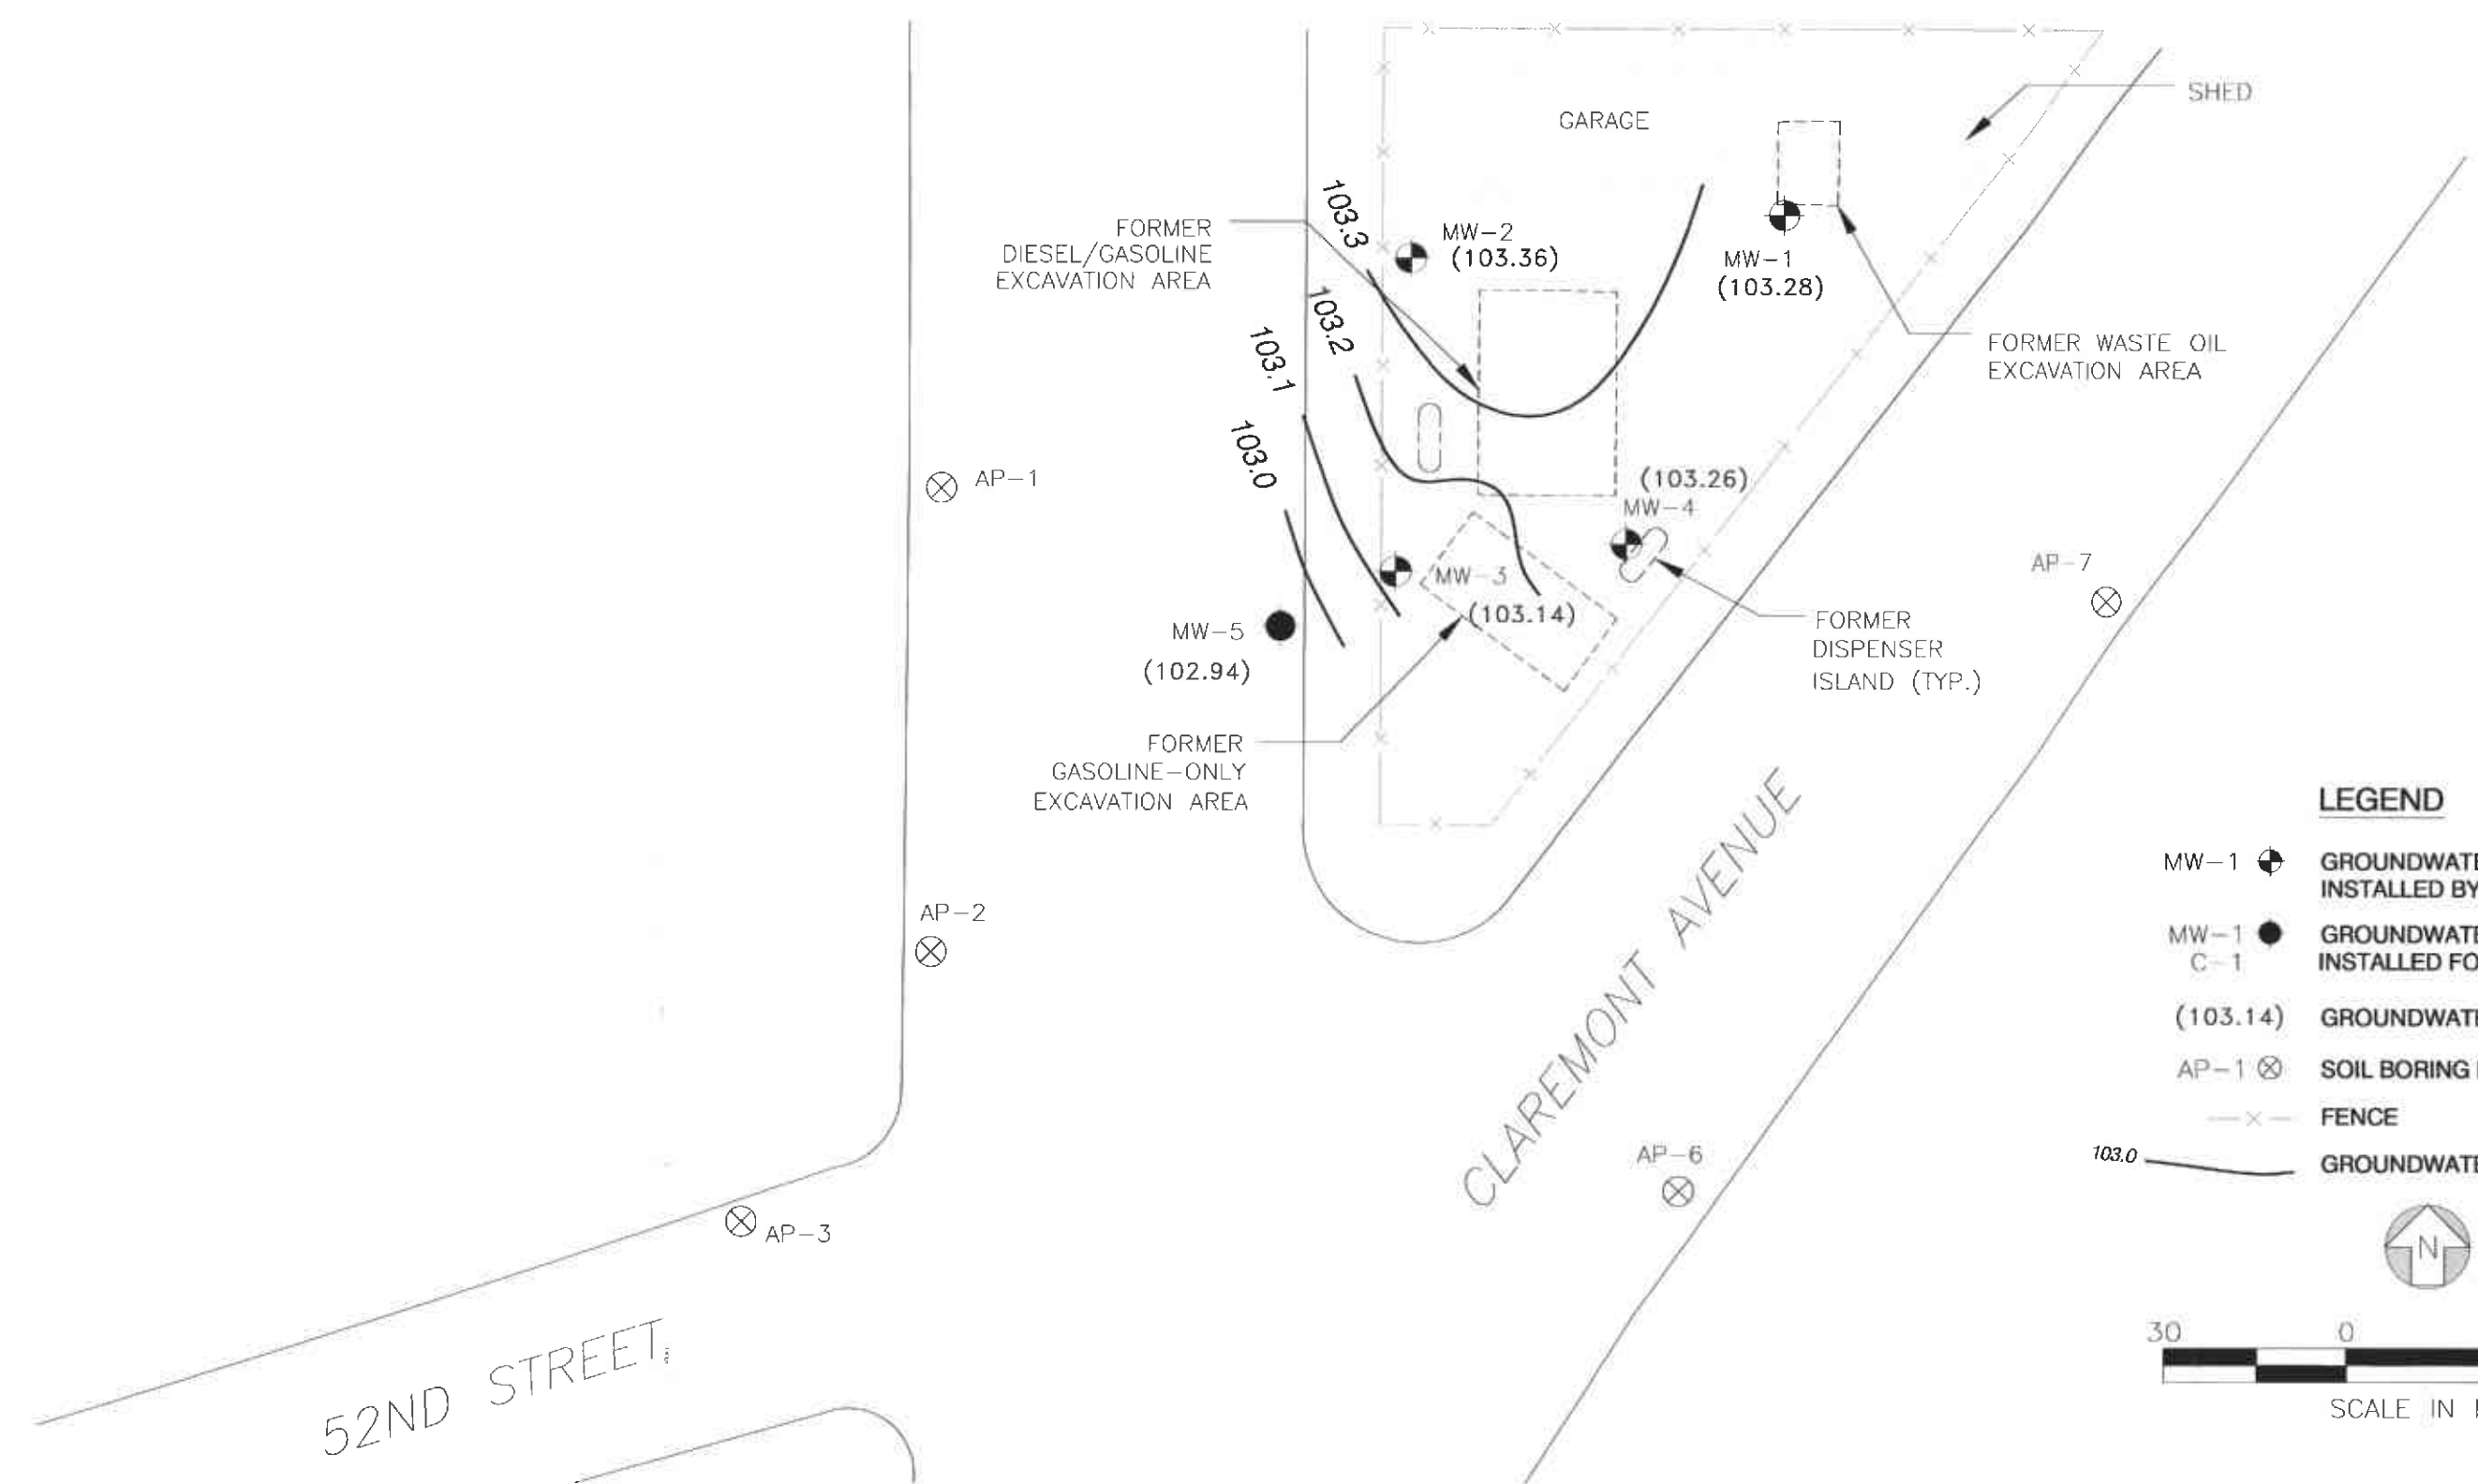 SHED
GARAGE
FORMER
DIESEL/GASOLINE
EXCAVATION AREA
103.3
MW-2
(103.36)
MW-1
(103.28)
103.2
103.1
FORMER WASTE OIL
EXCAVATION AREA
103.0
AP-1
(103.26)
MW-4
AP-7
MW-3
(103.14)
MW-5
(102.94)
FORMER
DISPENSER
ISLAND (TYP.)
FORMER
GASOLINE-ONLY
EXCAVATION AREA
CLAREMONT AVENUE
AP-2
AP-3
AP-6
52ND STREET
LEGEND
MW-1 GROUNDWATE
INSTALLED BY
MW-1 GROUNDWATE
C-1 INSTALLED FO
(103.14) GROUNDWATE
AP-1 SOIL BORING
FENCE
103.0 GROUNDWATE
N
30 0
SCALE IN